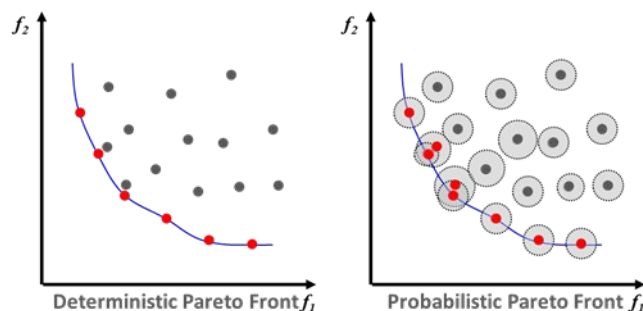 f₂
f₂
Deterministic Pareto Front f₁
Probabilistic Pareto Front f₁